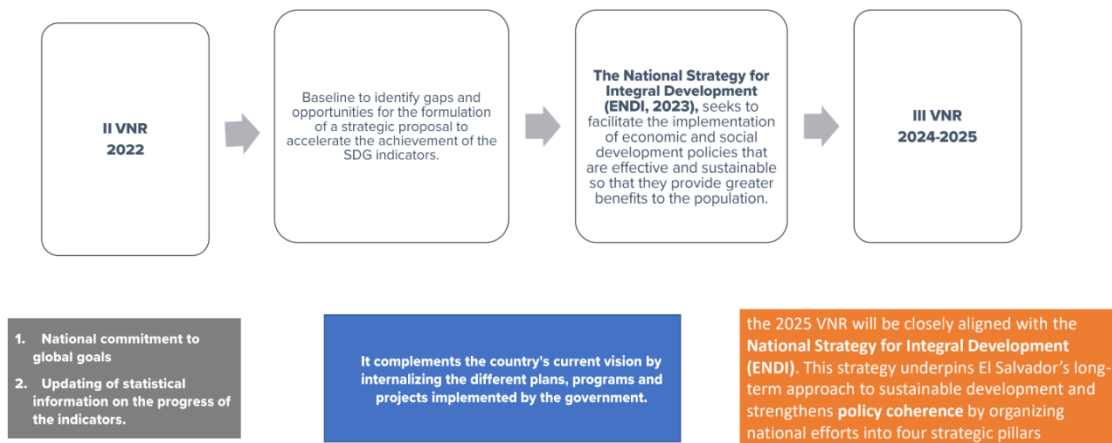 II VNR
2022
Baseline to identify gaps and
opportunities for the formulation
of a strategic proposal to
accelerate the achievement of the
SDG indicators.
The National Strategy for
Integral Development
(ENDI, 2023), seeks to
facilitate the implementation
of economic and social
development policies that
are effective and sustainable
so that they provide greater
benefits to the population.
III VNR
2024-2025
1. National commitment to
global goals
2. Updating of statistical
information on the progress of
the indicators.
It complements the country's current vision by
internalizing the different plans, programs and
projects implemented by the government.
the 2025 VNR will be closely aligned with the
National Strategy for Integral Development
(ENDI). This strategy underpins El Salvador’s long-
term approach to sustainable development and
strengthens policy coherence by organizing
national efforts into four strategic pillars